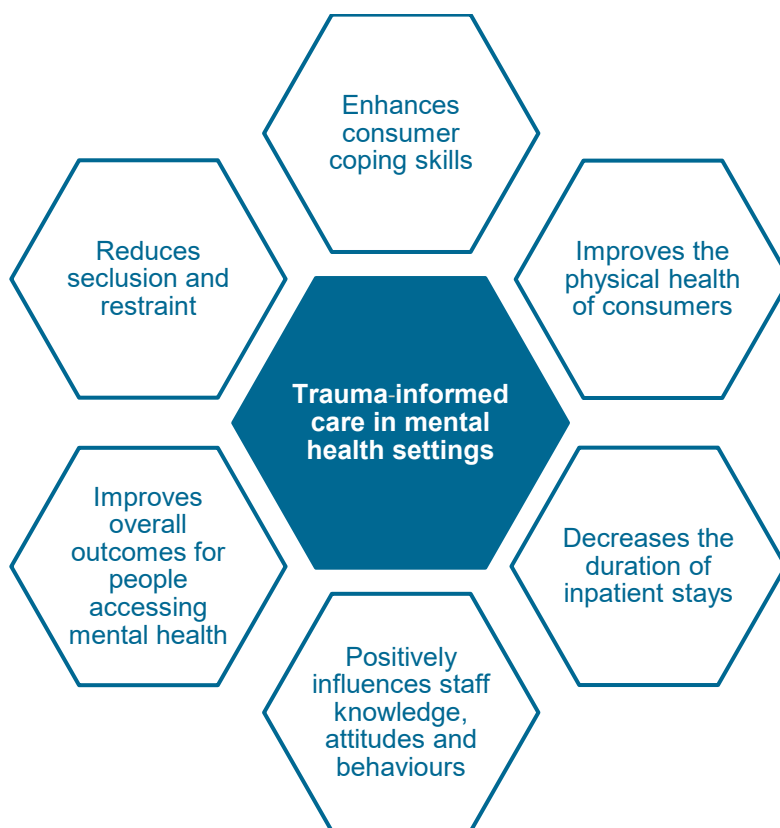 Enhances
consumer
coping skills
Improves the
physical health
of consumers
Reduces
seclusion and
restraint
Trauma-informed
care in mental
health settings
Improves
overall
outcomes for
people
accessing
mental health
Decreases the
duration of
inpatient stays
Positively
influences staff
knowledge,
attitudes and
behaviours